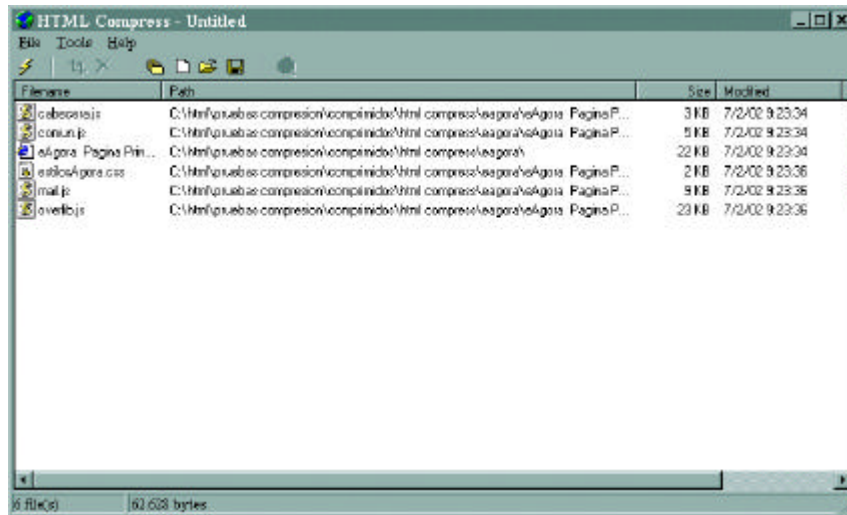 HTML Compress - Untitled
File Tools Help
Filename Path Size Modified
cabecera.js C:\html\pruebas compresion\comprimidos\html compress\eagora\eAgora Pagina P... 3 KB 7/2/02 9:23:34
comun.js C:\html\pruebas compresion\comprimidos\html compress\eagora\eAgora Pagina P... 5 KB 7/2/02 9:23:34
eAgora Pagina Prin... C:\html\pruebas compresion\comprimidos\html compress\eagora\ 22 KB 7/2/02 9:23:34
estilosAgora.css C:\html\pruebas compresion\comprimidos\html compress\eagora\eAgora Pagina P... 2 KB 7/2/02 9:23:36
mail.js C:\html\pruebas compresion\comprimidos\html compress\eagora\eAgora Pagina P... 9 KB 7/2/02 9:23:36
overlib.js C:\html\pruebas compresion\comprimidos\html compress\eagora\eAgora Pagina P... 23 KB 7/2/02 9:23:36
6 file(s) bytes